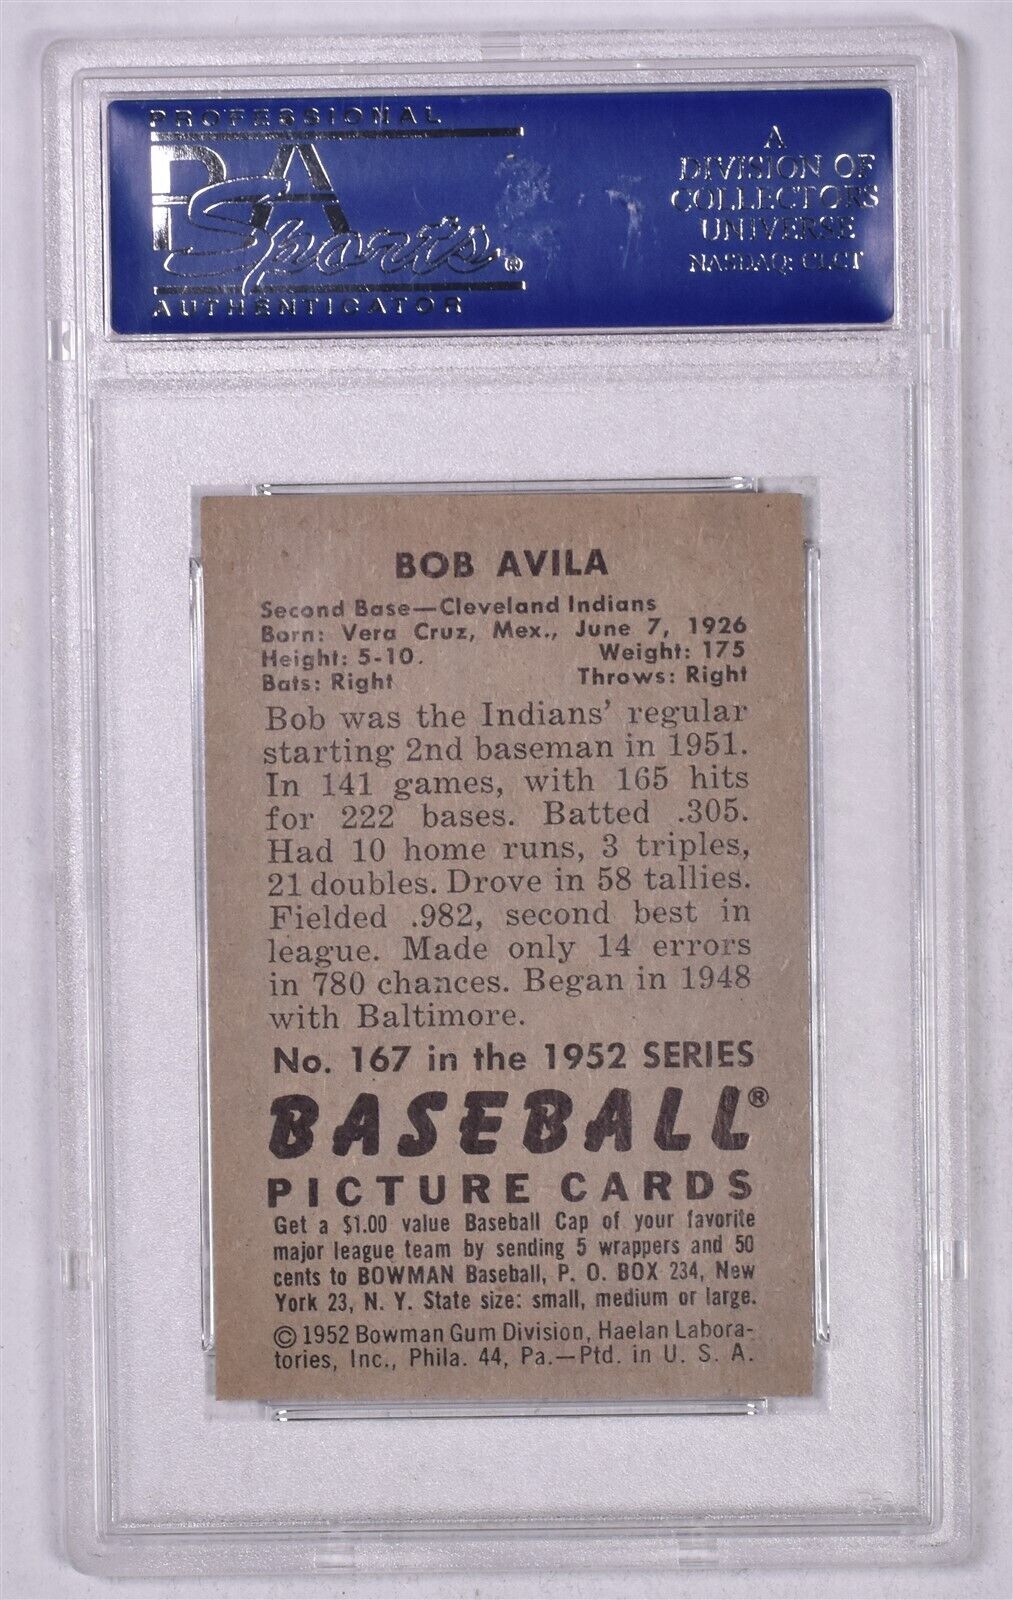 PROFESSIONAL
PSA
Sports®
AUTHENTICATOR
A
DIVISION OF
COLLECTORS
UNIVERSE
NASDAQ: CLCT
BOB AVILA
Second Base—Cleveland Indians
Born: Vera Cruz, Mex., June 7, 1926
Height: 5-10. Weight: 175
Bats: Right Throws: Right
Bob was the Indians' regular
starting 2nd baseman in 1951.
In 141 games, with 165 hits
for 222 bases. Batted .305.
Had 10 home runs, 3 triples,
21 doubles. Drove in 58 tallies.
Fielded .982, second best in
league. Made only 14 errors
in 780 chances. Began in 1948
with Baltimore.
No. 167 in the 1952 SERIES
BASEBALL®
PICTURE CARDS
Get a $1.00 value Baseball Cap of your favorite
major league team by sending 5 wrappers and 50
cents to BOWMAN Baseball, P. O. BOX 234, New
York 23, N. Y. State size: small, medium or large.
© 1952 Bowman Gum Division, Haelan Labora-
tories, Inc., Phila. 44, Pa.—Ptd. in U. S. A.